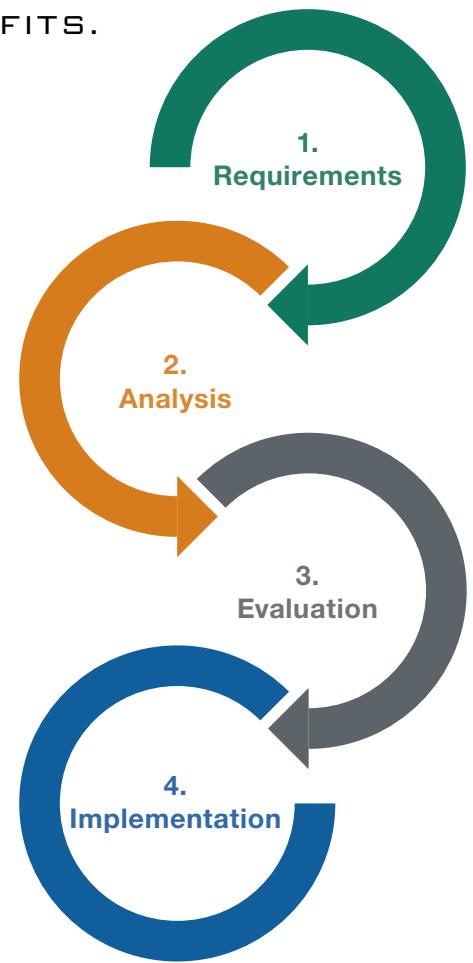 FITS.
1.
Requirements
2.
Analysis
3.
Evaluation
4.
Implementation